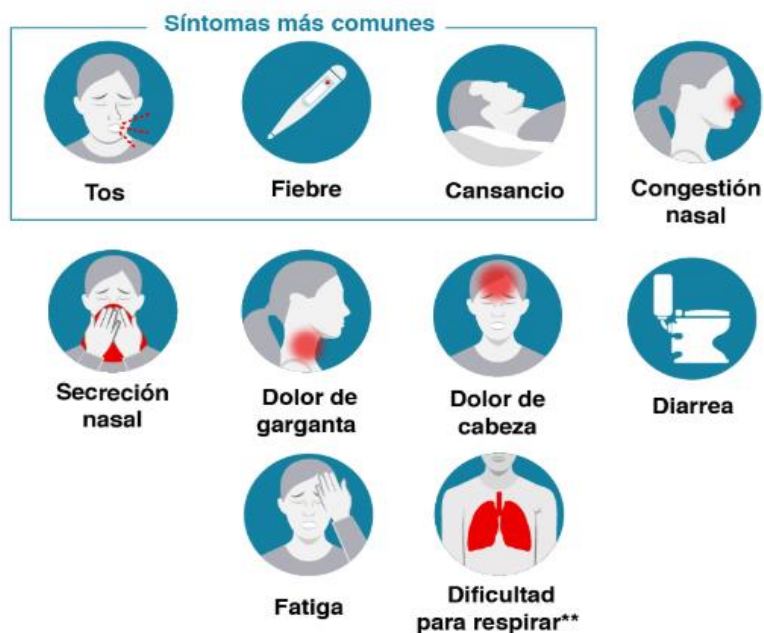 Síntomas más comunes
Tos
Fiebre
Cansancio
Congestión
nasal
Secreción
nasal
Dolor de
garganta
Dolor de
cabeza
Diarrea
Fatiga
Dificultad
para respirar**